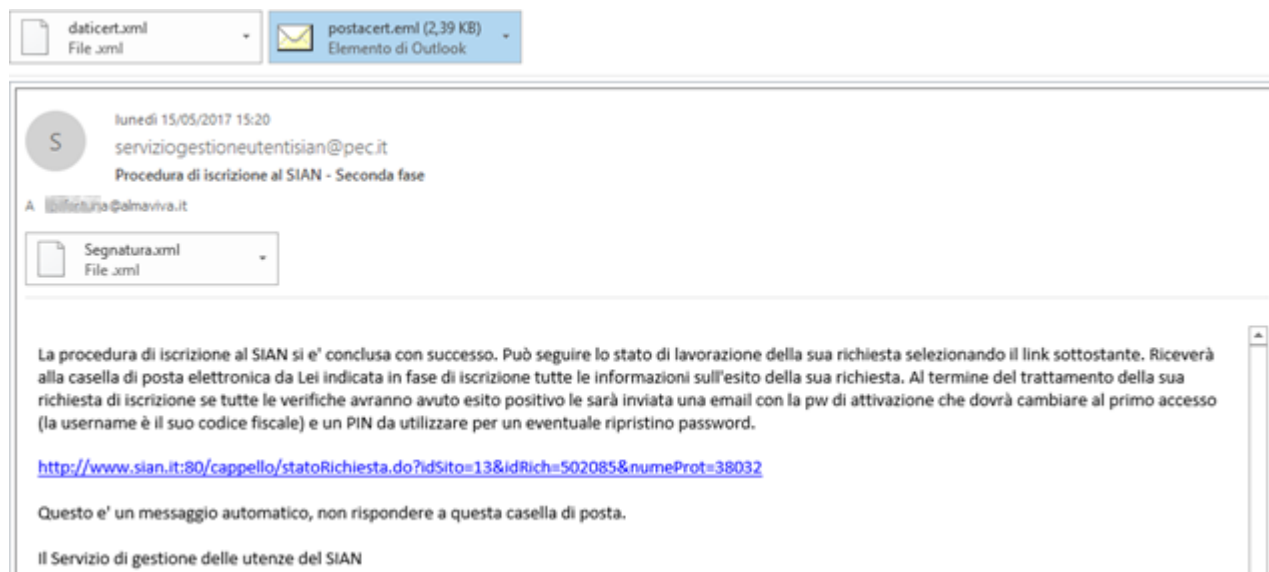 daticert.xml
File .xml
postacert.eml (2,39 KB)
Elemento di Outlook
S
lunedì 15/05/2017 15:20
serviziogestioneutentisian@pec.it
Procedura di iscrizione al SIAN - Seconda fase
A @almaviva.it
Segnatura.xml
File .xml
La procedura di iscrizione al SIAN si e' conclusa con successo. Può seguire lo stato di lavorazione della sua richiesta selezionando il link sottostante. Riceverà
alla casella di posta elettronica da Lei indicata in fase di iscrizione tutte le informazioni sull'esito della sua richiesta. Al termine del trattamento della sua
richiesta di iscrizione se tutte le verifiche avranno avuto esito positivo le sarà inviata una email con la pw di attivazione che dovrà cambiare al primo accesso
(la username è il suo codice fiscale) e un PIN da utilizzare per un eventuale ripristino password.
http://www.sian.it:80/cappello/statoRichiesta.do?idSito=13&idRich=502085&numeProt=38032
Questo e' un messaggio automatico, non rispondere a questa casella di posta.
Il Servizio di gestione delle utenze del SIAN